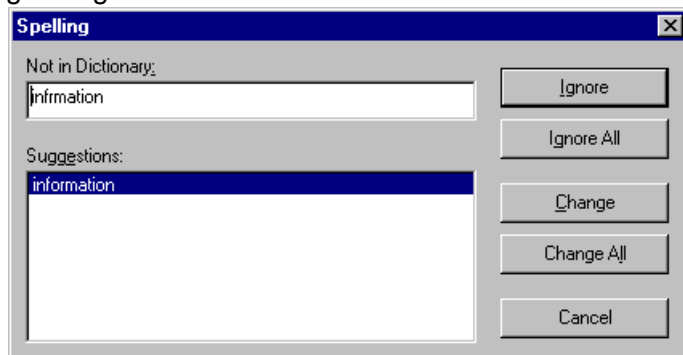 Spelling
Not in Dictionary:
infrmation
Suggestions:
information
Ignore
Ignore All
Change
Change All
Cancel